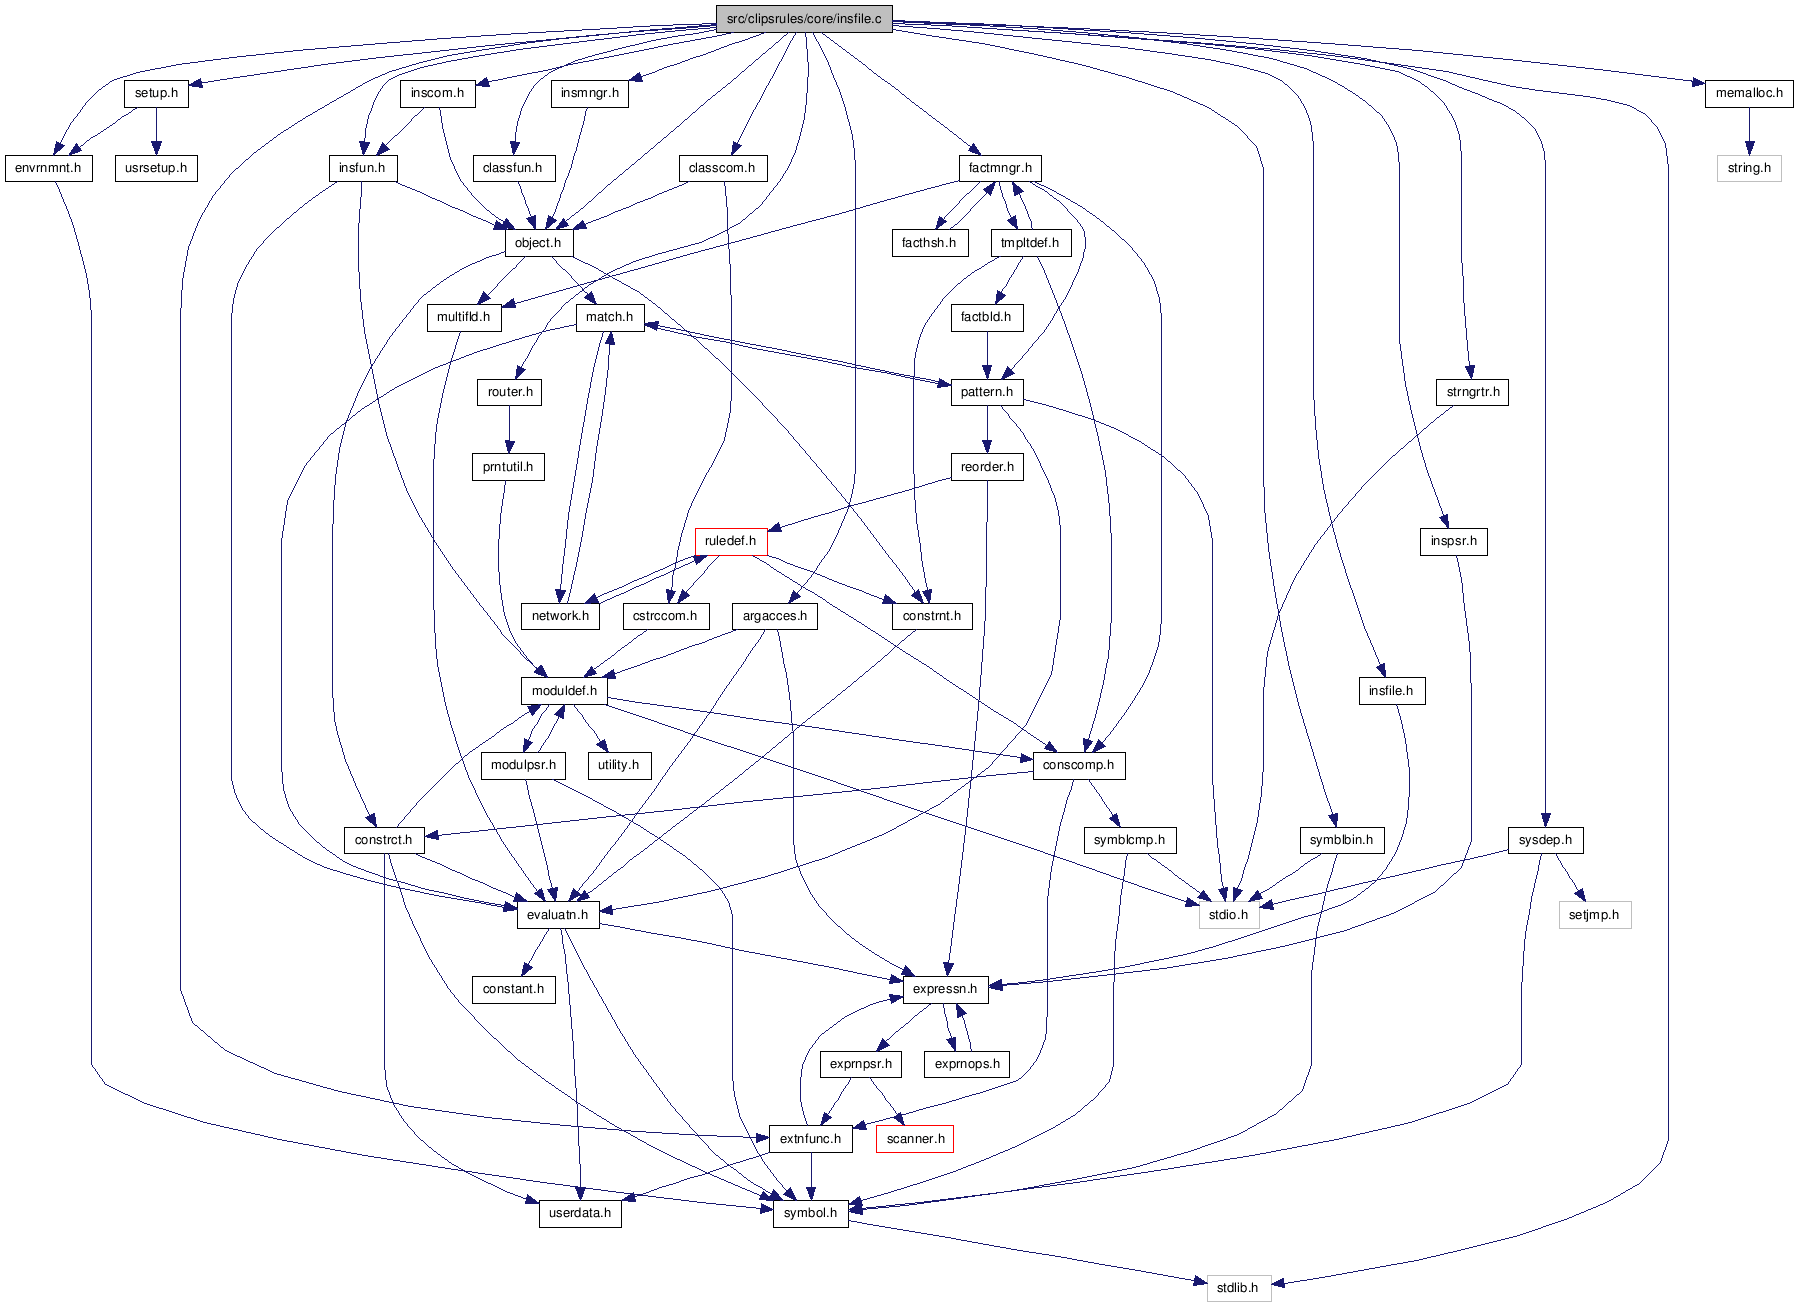 src/clipsrules/core/insfile.c
setup.h
inscom.h
insmngr.h
memalloc.h
envrnmnt.h
usrsetup.h
insfun.h
classfun.h
classcom.h
factmngr.h
string.h
object.h
facthsh.h
tmpltdef.h
multifld.h
match.h
factbld.h
router.h
pattern.h
strngrtr.h
prntutil.h
reorder.h
ruledef.h
inspsr.h
network.h
cstrccom.h
argacces.h
constrnt.h
moduldef.h
insfile.h
modulpsr.h
utility.h
conscomp.h
constrct.h
symblcmp.h
symblbin.h
sysdep.h
evaluatn.h
stdio.h
setjmp.h
constant.h
expressn.h
exprnpsr.h
exprnops.h
extnfunc.h
scanner.h
userdata.h
symbol.h
stdlib.h